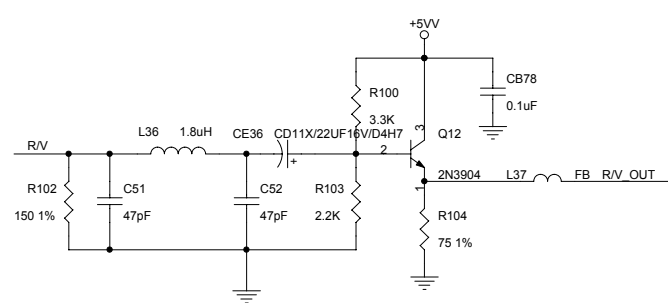 +5VV
CB78
0.1uF
R100
3.3K
L36 1.8uH
CE36 CD11X/22UF16V/D4H7
3
Q12
2
R/V
+
2N3904
L37
FB R/V_OUT
1
R102
150 1%
C51
47pF
C52
47pF
R103
2.2K
R104
75 1%